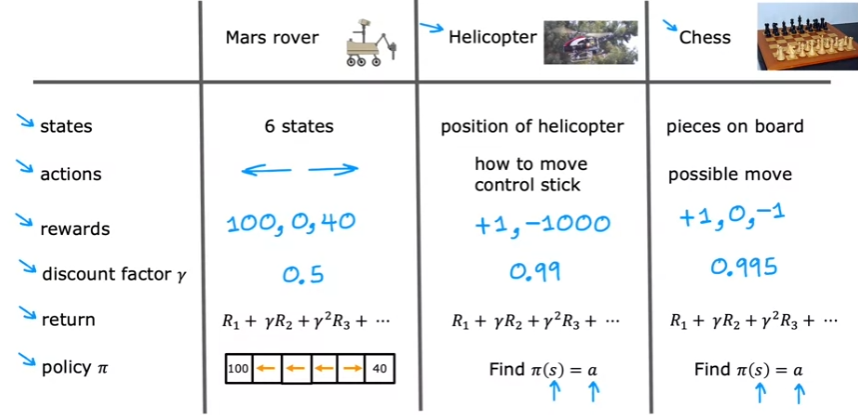 Mars rover Helicopter Chess
states 6 states position of helicopter pieces on board
actions ← → how to move control stick possible move
rewards 100, 0, 40 +1, -1000 +1, 0, -1
discount factor γ 0.5 0.99 0.995
return R₁ + γR₂ + γ²R₃ + ⋯ R₁ + γR₂ + γ²R₃ + ⋯ R₁ + γR₂ + γ²R₃ + ⋯
policy π 100 ← ← ← → 40 Find π(s) = a Find π(s) = a